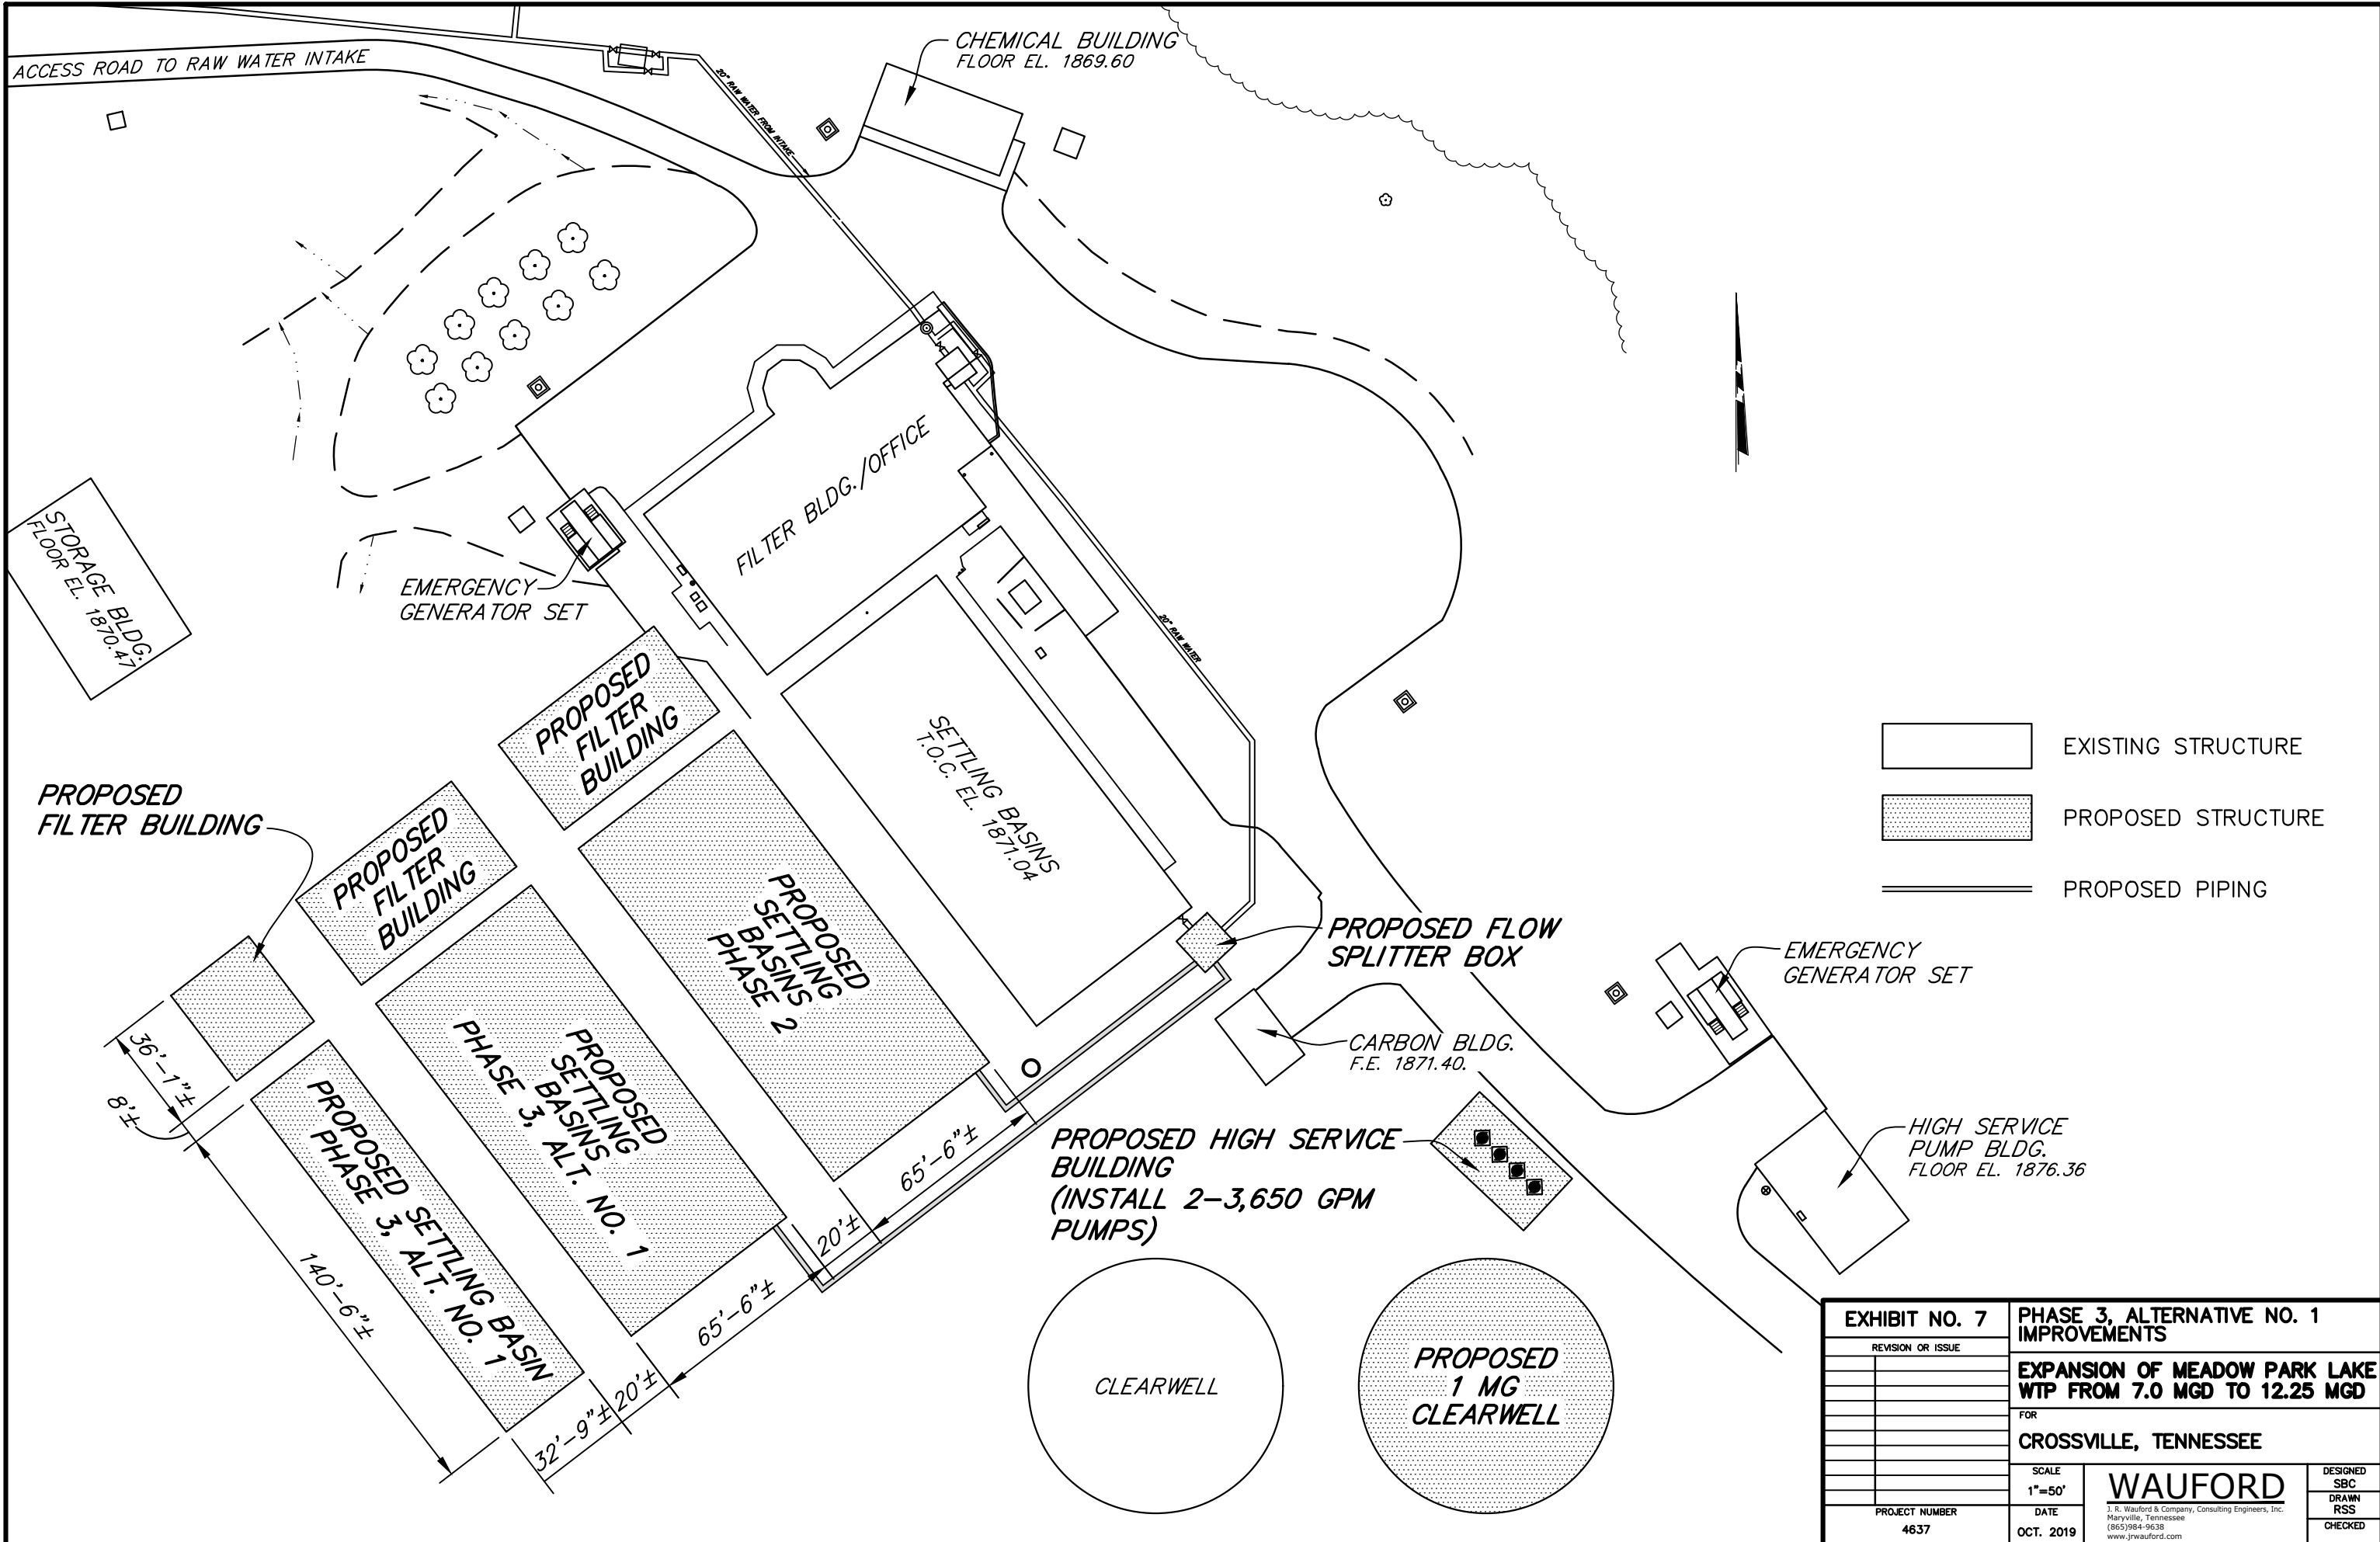 ACCESS ROAD TO RAW WATER INTAKE
CHEMICAL BUILDING
FLOOR EL. 1869.60
20" RAW WATER FROM INTAKE
FILTER BLDG./OFFICE
STORAGE BLDG.
FLOOR EL. 1870.47
EMERGENCY
GENERATOR SET
20" RAW WATER
PROPOSED
FILTER
BUILDING
SETTLING BASINS
T.O.C. EL. 1871.04
EXISTING STRUCTURE
PROPOSED STRUCTURE
PROPOSED PIPING
PROPOSED
FILTER BUILDING
PROPOSED
FILTER
BUILDING
PROPOSED
SETTLING
BASINS
PHASE 2
PROPOSED FLOW
SPLITTER BOX
EMERGENCY
GENERATOR SET
CARBON BLDG.
F.E. 1871.40.
36'-1"±
8'±
PROPOSED
SETTLING
BASINS
PHASE 3, ALT. NO. 1
PROPOSED SETTLING BASIN
PHASE 3, ALT. NO. 1
65'-6"±
20'±
65'-6"±
20'±
32'-9"±
140'-6"±
PROPOSED HIGH SERVICE
BUILDING
(INSTALL 2-3,650 GPM
PUMPS)
HIGH SERVICE
PUMP BLDG.
FLOOR EL. 1876.36
CLEARWELL
PROPOSED
1 MG
CLEARWELL
EXHIBIT NO. 7
REVISION OR ISSUE
PROJECT NUMBER
4637
PHASE 3, ALTERNATIVE NO. 1
IMPROVEMENTS
EXPANSION OF MEADOW PARK LAKE
WTP FROM 7.0 MGD TO 12.25 MGD
FOR
CROSSVILLE, TENNESSEE
SCALE
1"=50'
DATE
OCT. 2019
WAUFORD
J. R. Wauford & Company, Consulting Engineers, Inc.
Maryville, Tennessee
(865)984-9638
www.jrwauford.com
DESIGNED
SBC
DRAWN
RSS
CHECKED